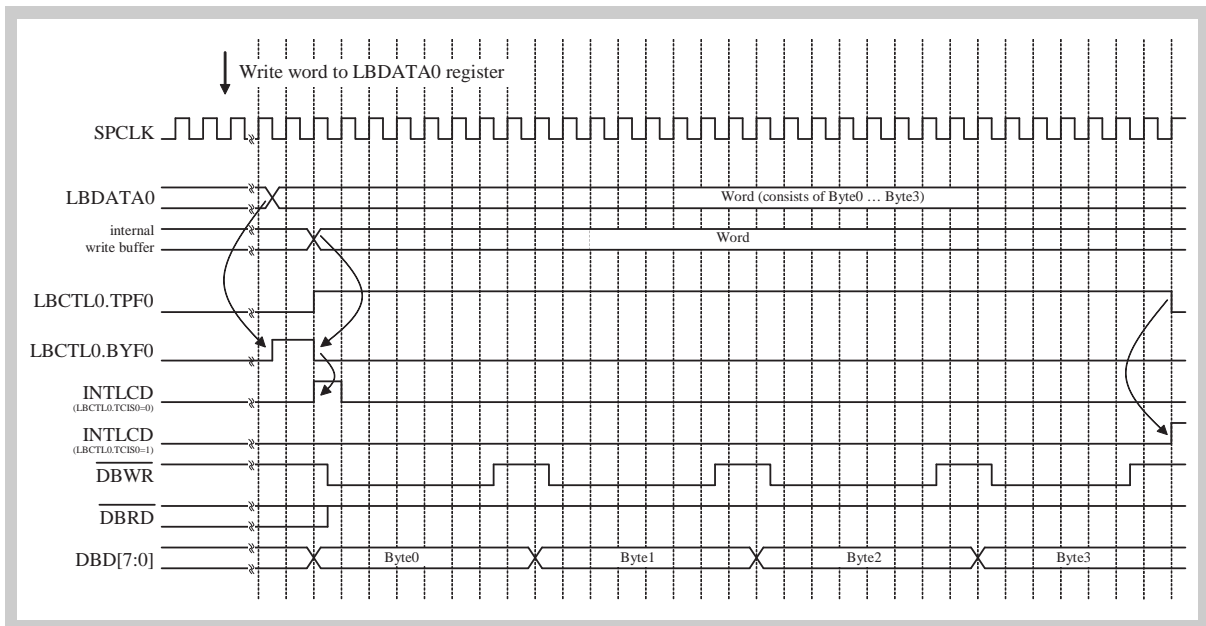 Write word to LBDATA0 register
SPCLK
LBDATA0
Word (consists of Byte0 … Byte3)
internal
write buffer
Word
LBCTL0.TPF0
LBCTL0.BYF0
INTLCD
(LBCTL0.TCIS0=0)
INTLCD
(LBCTL0.TCIS0=1)
DBWR
DBRD
DBD[7:0]
Byte0
Byte1
Byte2
Byte3